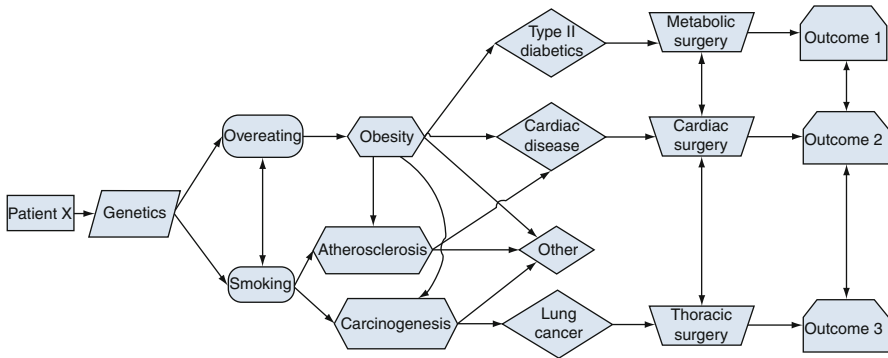 Patient X
Genetics
Overeating
Smoking
Obesity
Atherosclerosis
Carcinogenesis
Type II
diabetics
Cardiac
disease
Other
Lung
cancer
Metabolic
surgery
Cardiac
surgery
Thoracic
surgery
Outcome 1
Outcome 2
Outcome 3